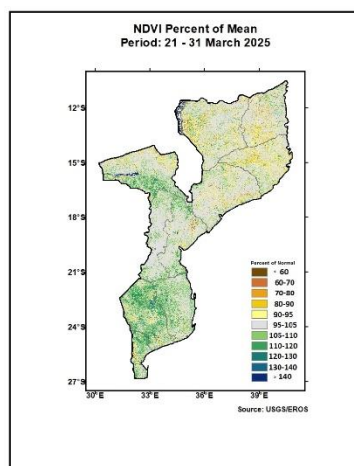 NDVI Percent of Mean
Period: 21 - 31 March 2025
12°S
15°S
18°S
21°S
24°S
27°S
30°E
33°E
36°E
39°E
Percent of Normal
< 60
60-70
70-80
80-90
90-95
95-105
105-110
110-120
120-130
130-140
> 140
Source: USGS/EROS